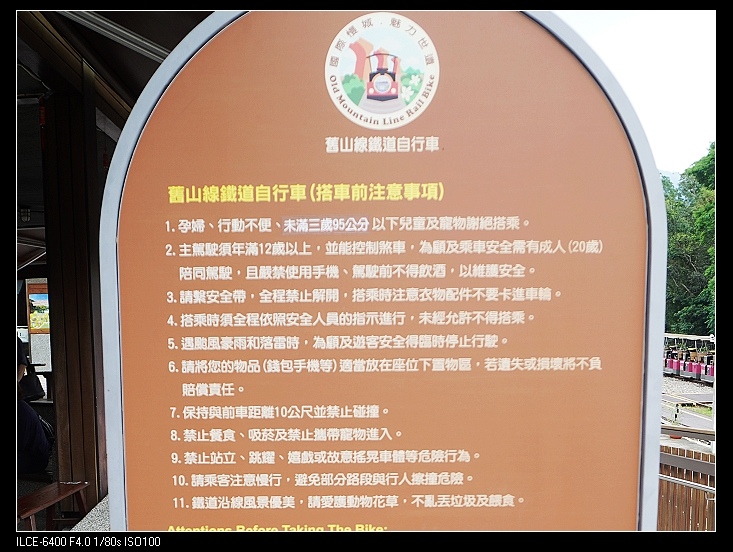 國際慢城．魅力世遺
Old Mountain Line Rail Bike
舊山線鐵道自行車
舊山線鐵道自行車(搭車前注意事項)
1. 孕婦、行動不便、未滿三歲95公分以下兒童及寵物謝絕搭乘。
2. 主駕駛須年滿12歲以上，並能控制煞車，為顧及乘車安全需有成人(20歲)
陪同駕駛，且嚴禁使用手機、駕駛前不得飲酒，以維護安全。
3. 請繫安全帶，全程禁止解開，搭乘時注意衣物配件不要卡進車輪。
4. 搭乘時須全程依照安全人員的指示進行，未經允許不得搭乘。
5. 遇颱風豪雨和落雷時，為顧及遊客安全得臨時停止行駛。
6. 請將您的物品(錢包手機等)適當放在座位下置物區，若遺失或損壞將不負
賠償責任。
7. 保持與前車距離10公尺並禁止碰撞。
8. 禁止餐食、吸菸及禁止攜帶寵物進入。
9. 禁止站立、跳躍、嬉戲或故意搖晃車體等危險行為。
10. 請乘客注意慢行，避免部分路段與行人擦撞危險。
11. 鐵道沿線風景優美，請愛護動物花草，不亂丟垃圾及餵食。
Attentions Before Taking The Bike:
ILCE-6400 F4.0 1/80s ISO100